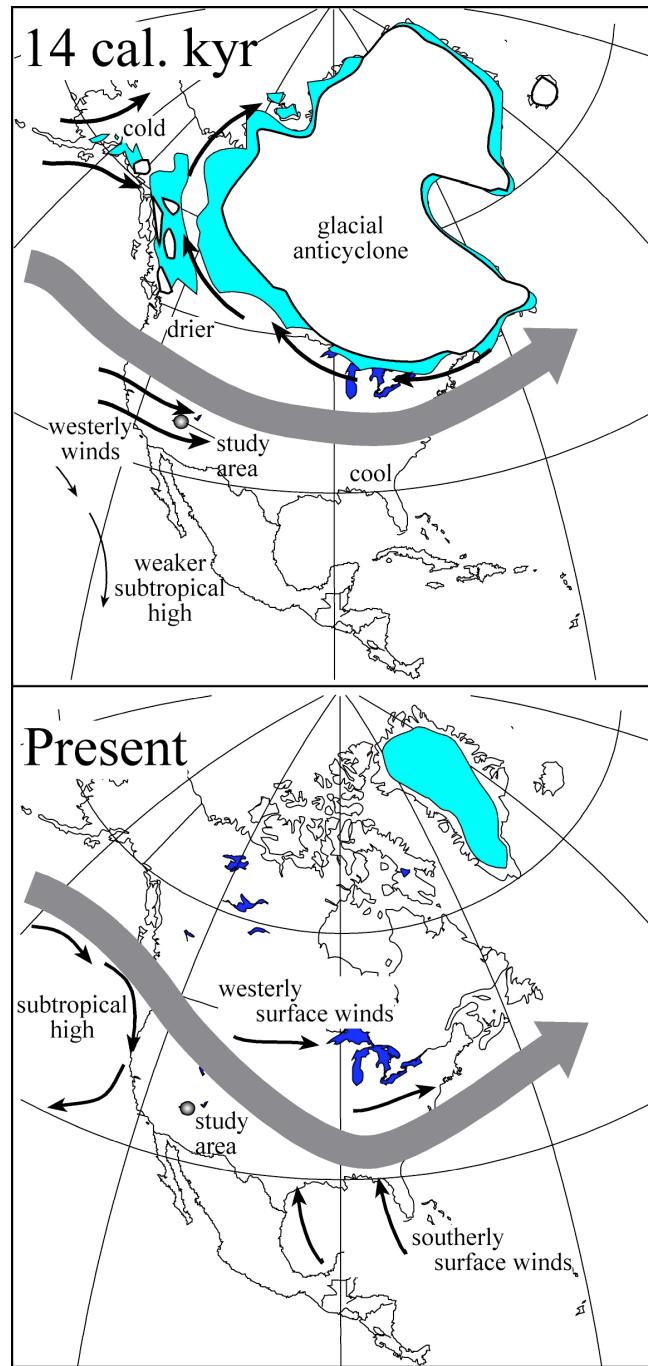 14 cal. kyr
cold
glacial
anticyclone
drier
westerly
winds
study
area
cool
weaker
subtropical
high
Present
subtropical
high
westerly
surface winds
study
area
southerly
surface winds